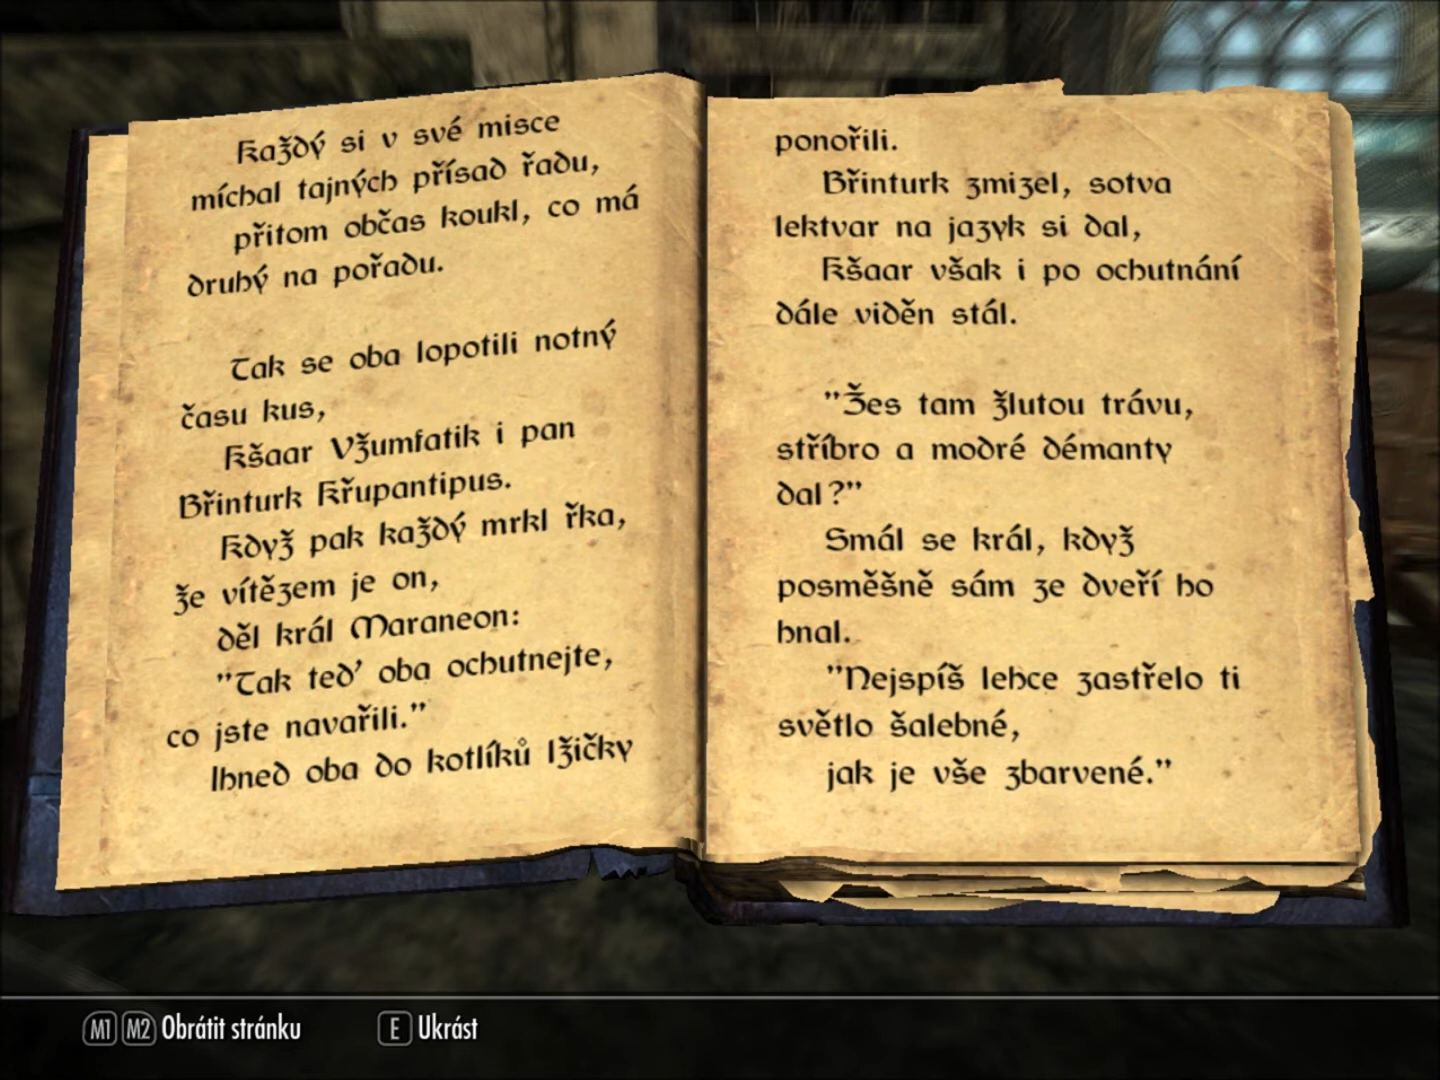 Každý si v své misce
míchal tajných přísad řadu,
přitom občas koukl, co má
druhý na pořadu.
Tak se oba lopotili notný
času kus,
Kšaar Vžumfatik i pan
Břinturk Křupantipus.
Když pak každý mrkl řka,
že vítězem je on,
děl král Maraneon:
"Tak teď oba ochutnejte,
co jste navařili."
Ihned oba do kotlíků lžičky
ponořili.
Břinturk zmizel, sotva
lektvar na jazyk si dal,
Kšaar však i po ochutnání
dále viděn stál.
"Žes tam žlutou trávu,
stříbro a modré démanty
dal?"
Smál se král, když
posměšně sám ze dveří ho
hnal.
"Nejspíš lehce zastřelo ti
světlo šalebné,
jak je vše zbarvené."
M1 M2 Obrátit stránku E Ukrást